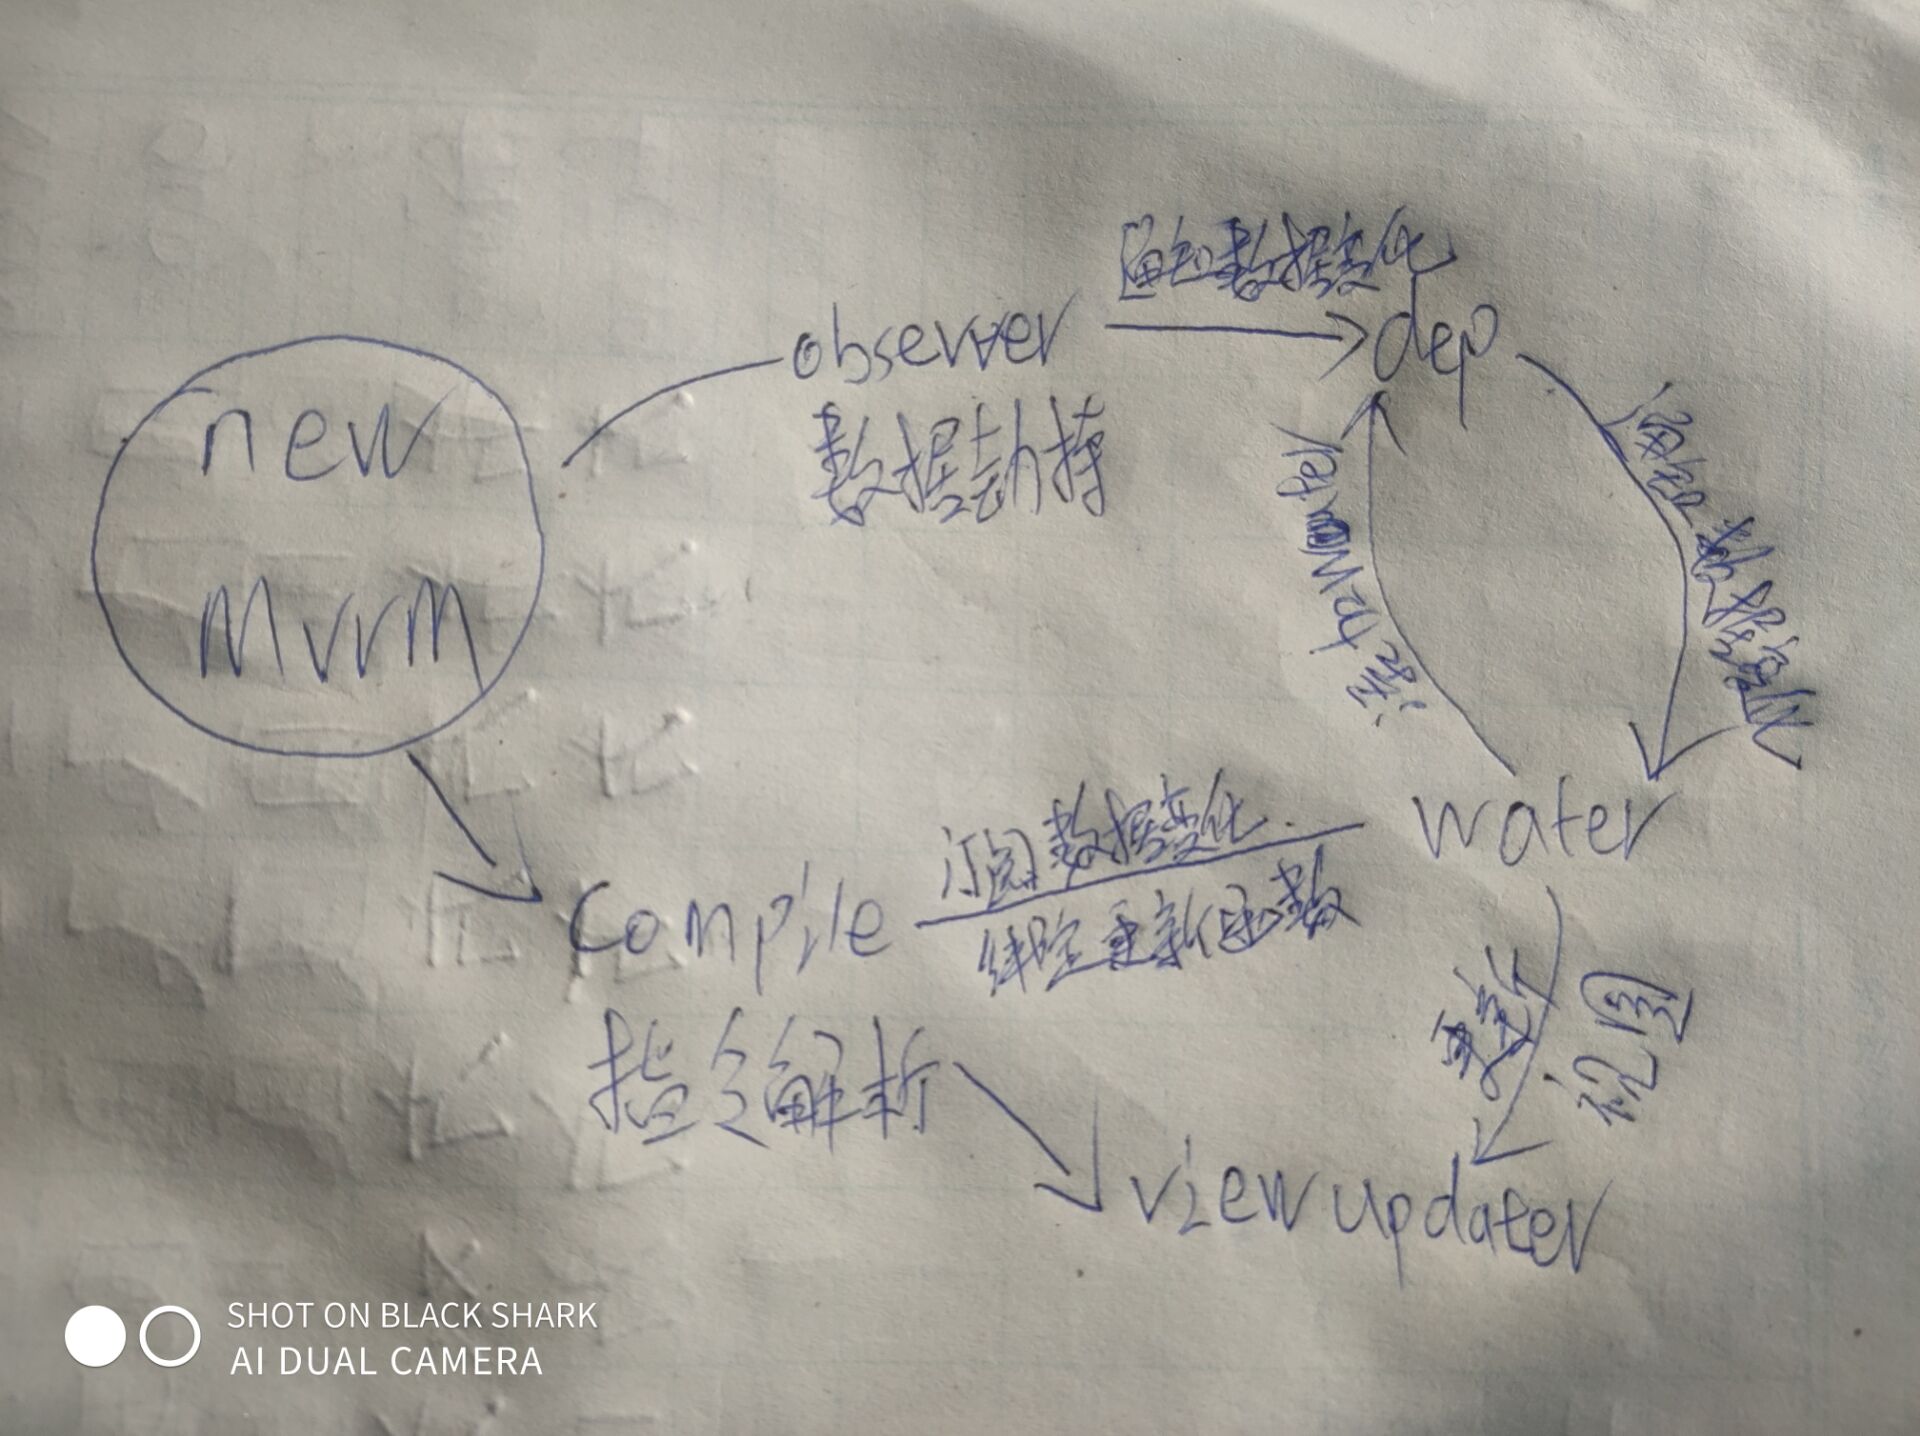 通知数据变化
observer
dep
数据劫持
new
mvvm
添加water
通知数据变化
water
订阅数据变化
compile
绑定更新函数
指令解析
更新
视图
view updater
SHOT ON BLACK SHARK
AI DUAL CAMERA